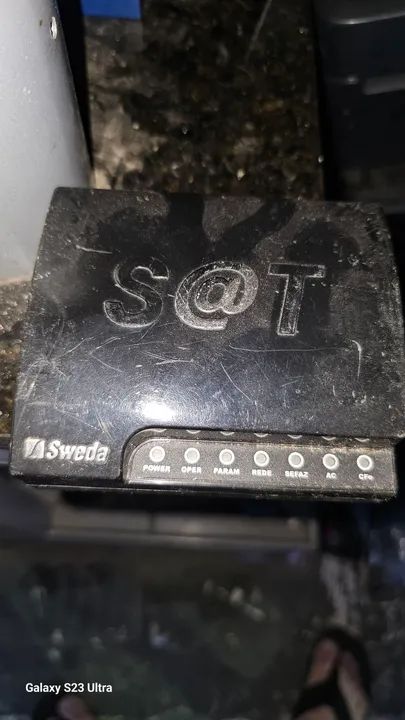 S@T
Sweda
POWER OPER PARAM REDE SEFAZ AC CFe
Galaxy S23 Ultra